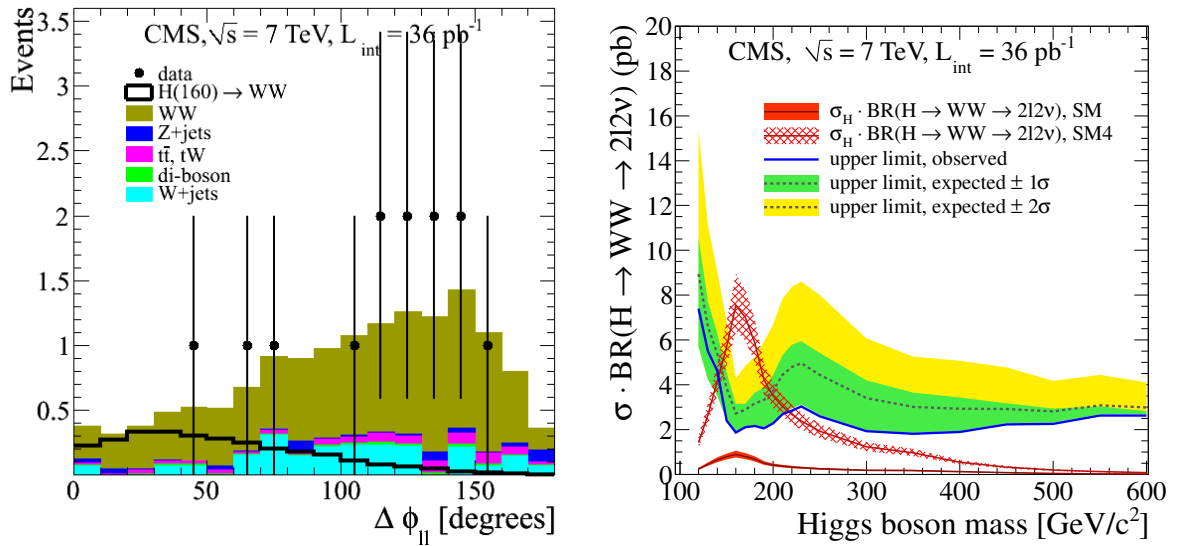 CMS, √s = 7 TeV, L_int = 36 pb⁻¹
Events
3.5
3
2.5
2
1.5
1
0.5
data
H(160) → WW
WW
Z+jets
tt̄, tW
di-boson
W+jets
0 50 100 150
Δ ϕ_ll [degrees]
CMS, √s = 7 TeV, L_int = 36 pb⁻¹
σ · BR(H → WW → 2l2ν) (pb)
20
18
16
14
12
10
8
6
4
2
0
σ_H · BR(H → WW → 2l2ν), SM
σ_H · BR(H → WW → 2l2ν), SM4
upper limit, observed
upper limit, expected ± 1σ
upper limit, expected ± 2σ
100 200 300 400 500 600
Higgs boson mass [GeV/c²]